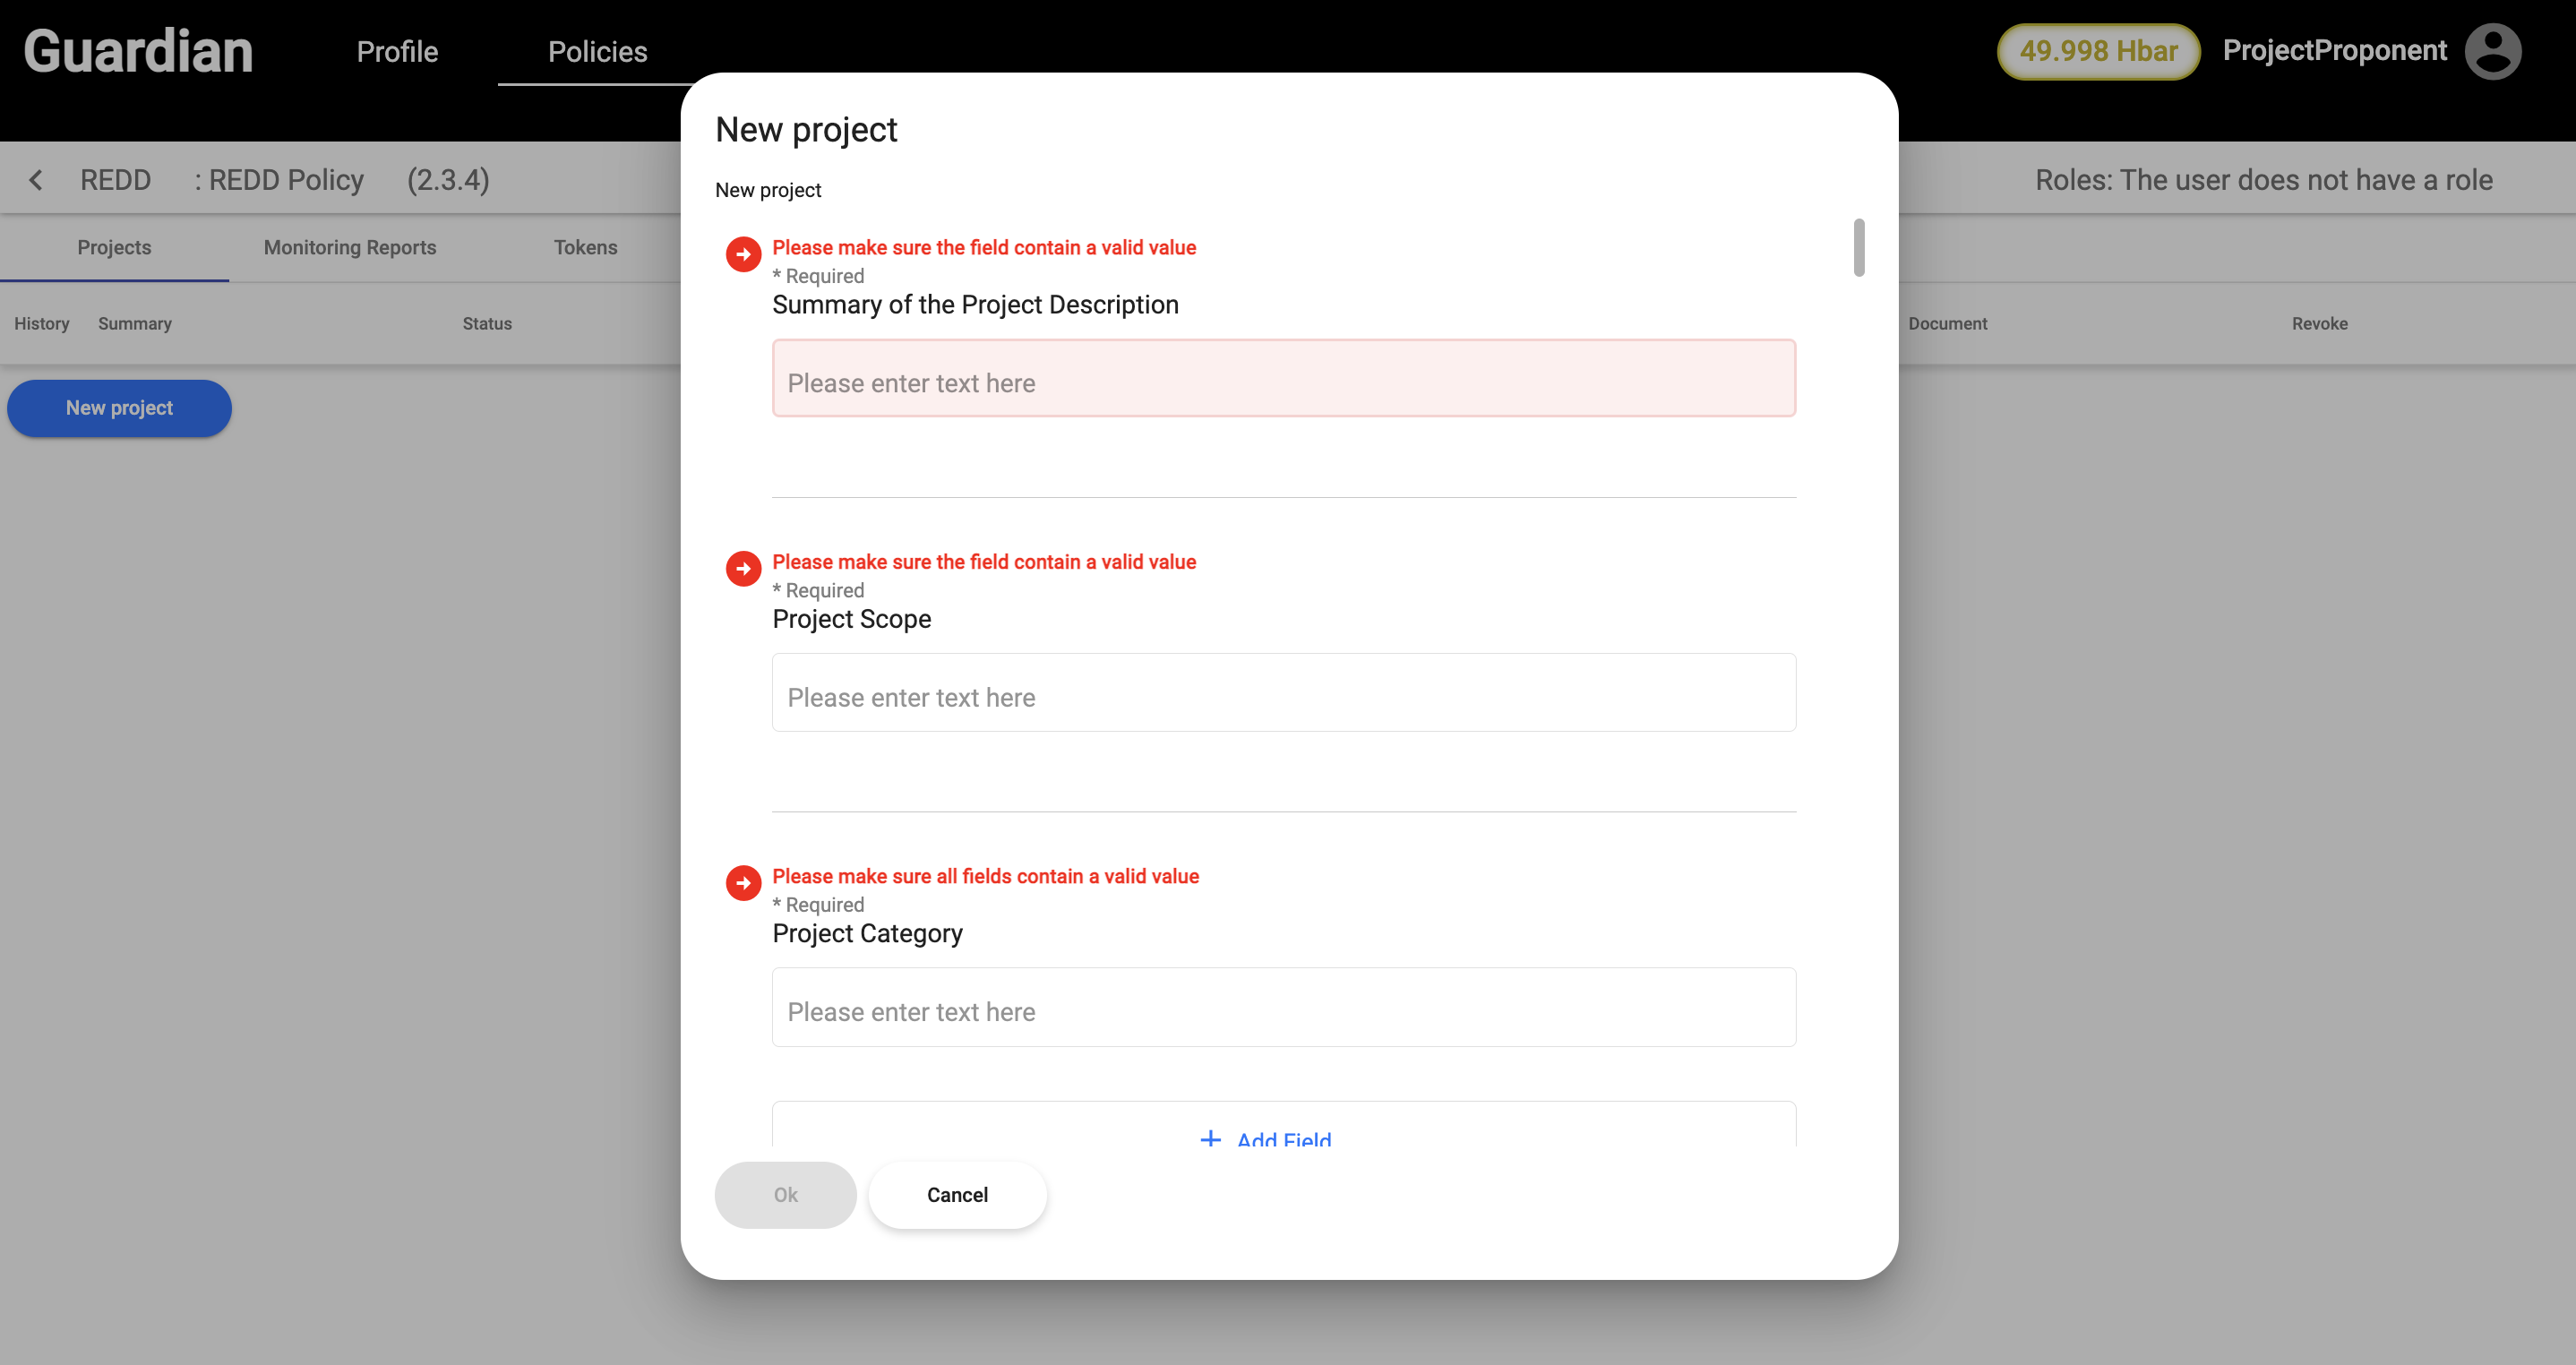 Guardian Profile Policies 49.998 Hbar ProjectProponent
REDD : REDD Policy (2.3.4) Roles: The user does not have a role
Projects Monitoring Reports Tokens
History Summary Status Document Revoke
New project
New project
New project
Please make sure the field contain a valid value
* Required
Summary of the Project Description
Please enter text here
Please make sure the field contain a valid value
* Required
Project Scope
Please enter text here
Please make sure all fields contain a valid value
* Required
Project Category
Please enter text here
+ Add Field
Ok Cancel